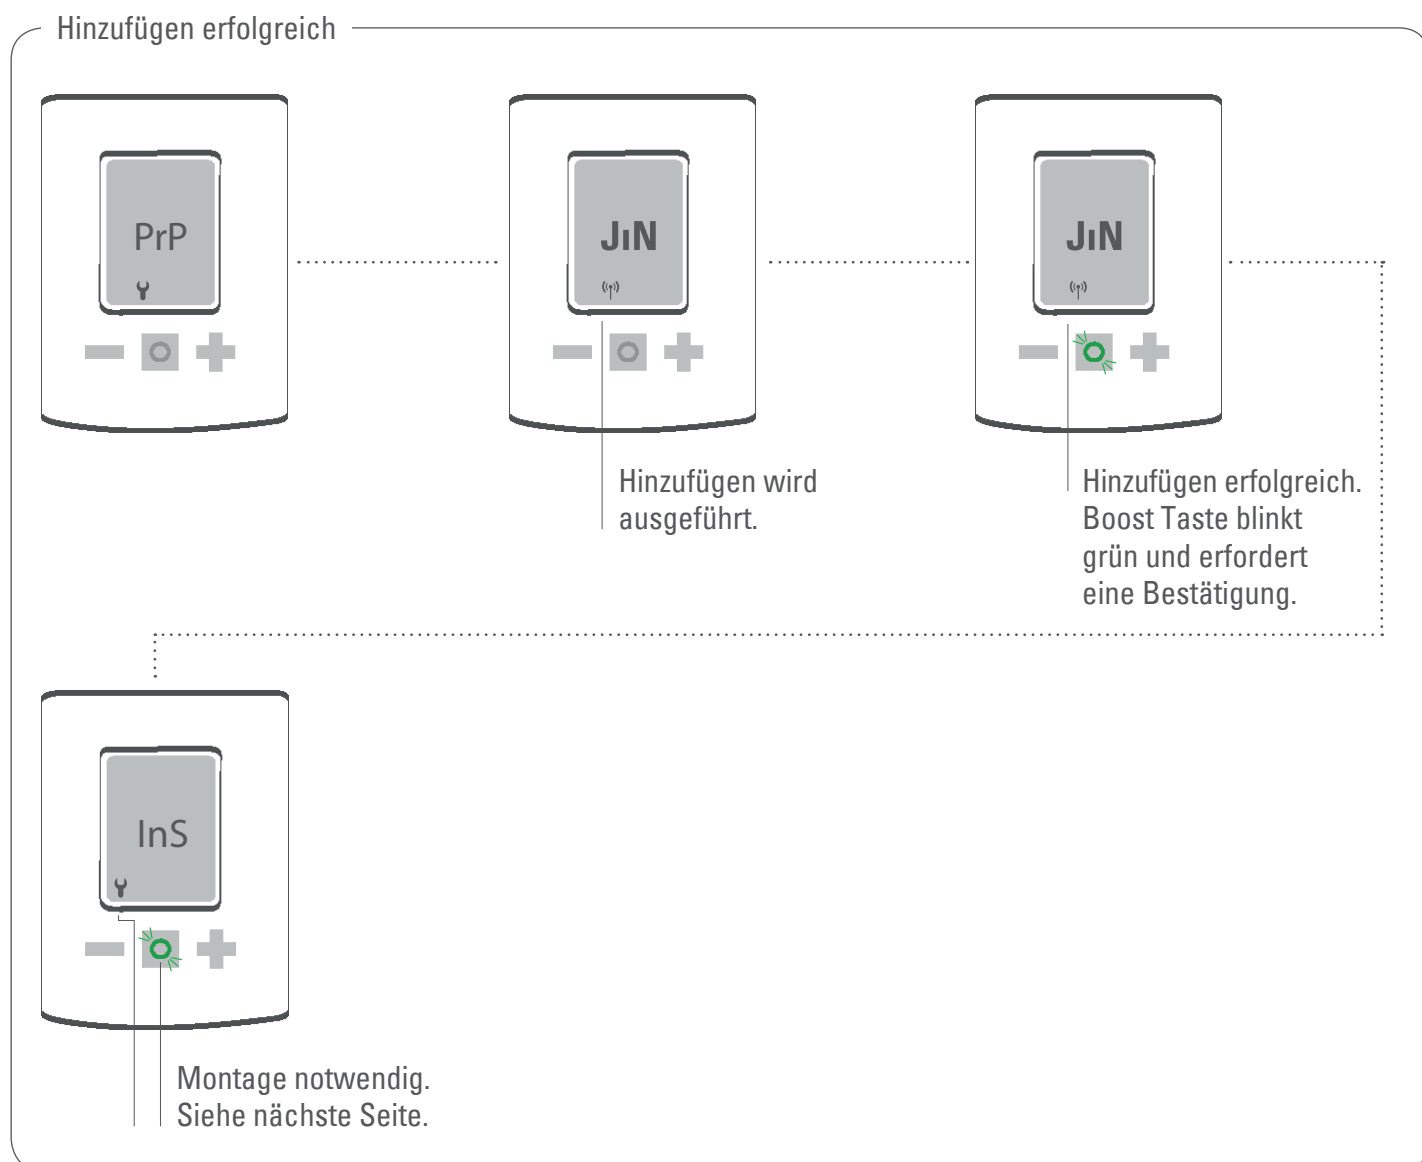 Hinzufügen erfolgreich
PrP
JıN
JıN
Hinzufügen wird
ausgeführt.
Hinzufügen erfolgreich.
Boost Taste blinkt
grün und erfordert
eine Bestätigung.
InS
Montage notwendig.
Siehe nächste Seite.